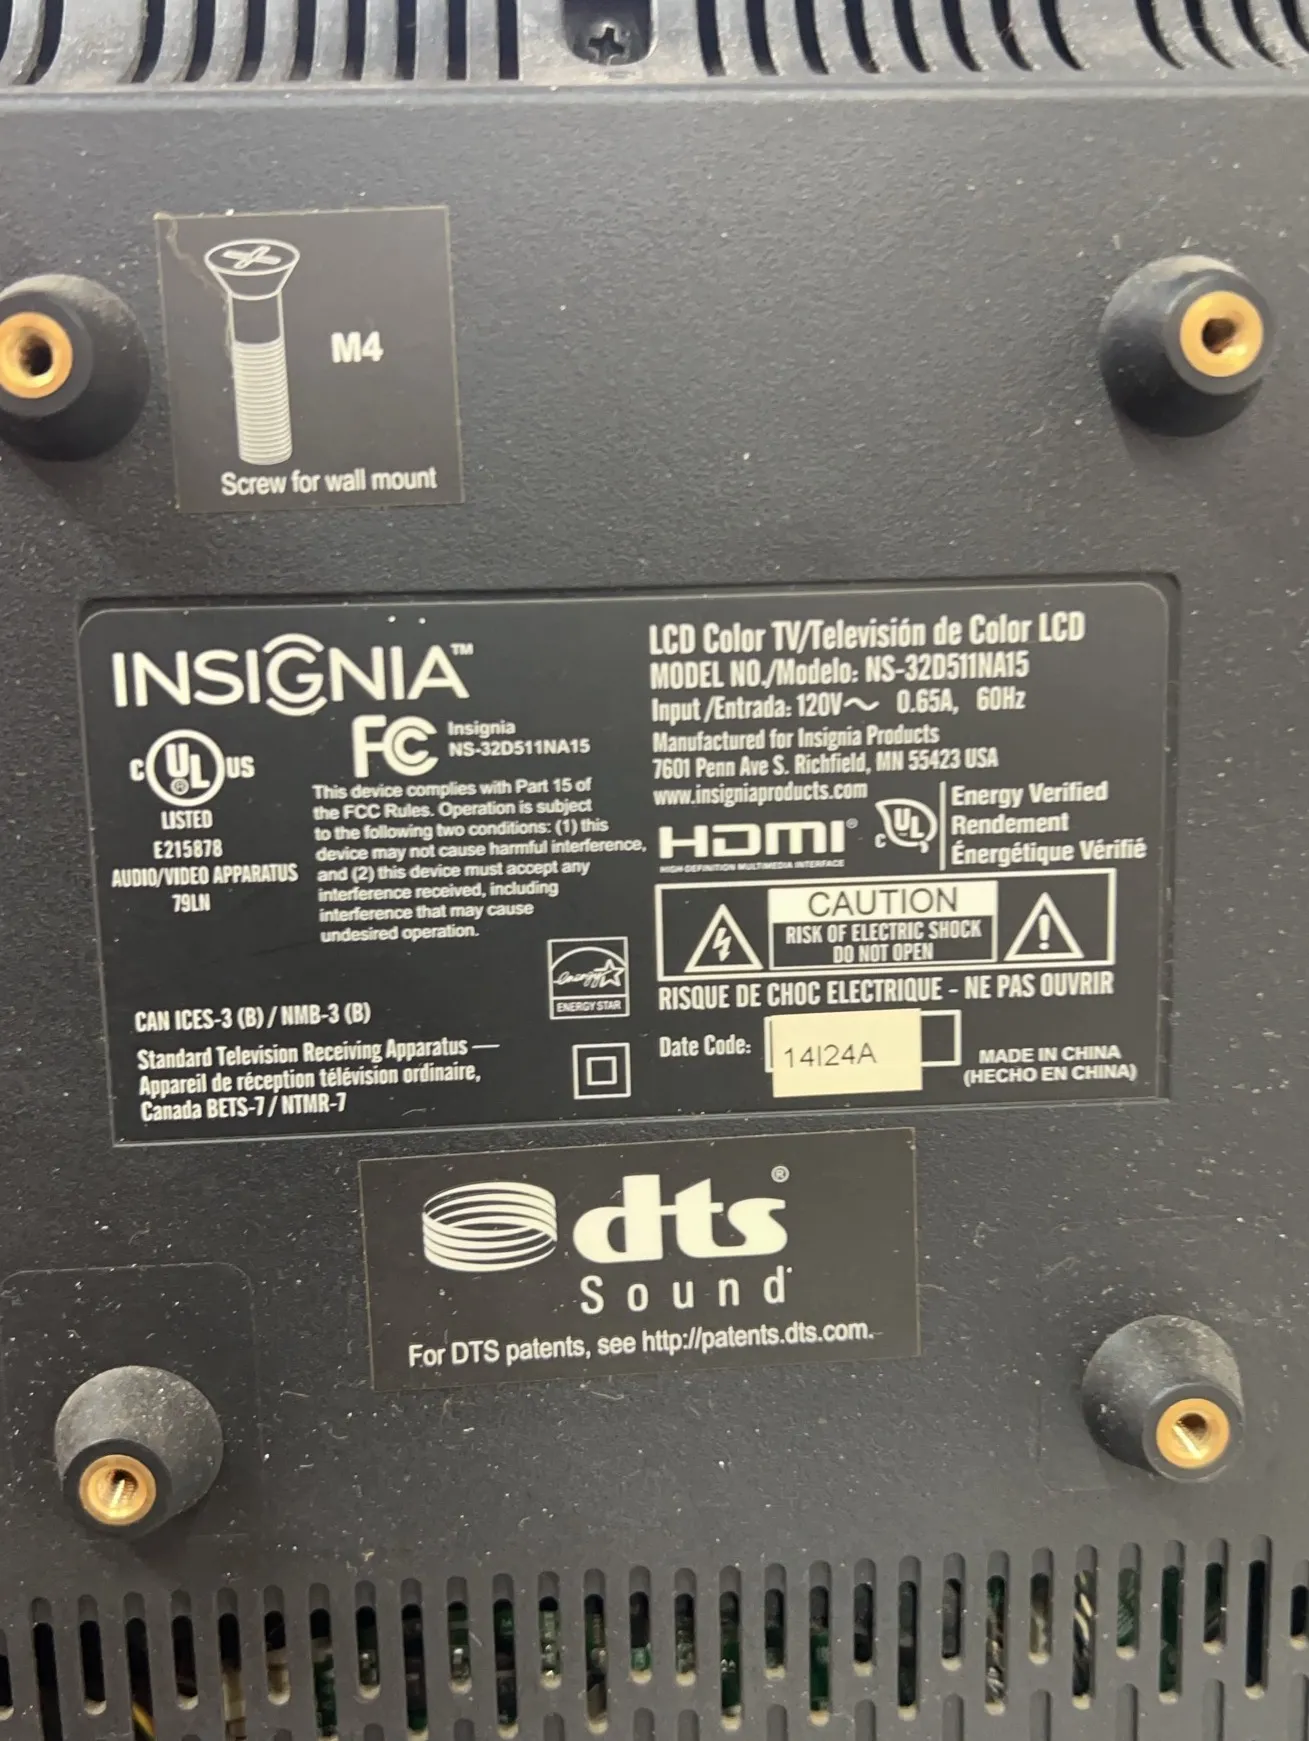 M4
Screw for wall mount
INSIGNIA™
C UL US
®
LISTED
E215878
AUDIO/VIDEO APPARATUS
79LN
FC Insignia
NS-32D511NA15
This device complies with Part 15 of
the FCC Rules. Operation is subject
to the following two conditions: (1) this
device may not cause harmful interference,
and (2) this device must accept any
interference received, including
interference that may cause
undesired operation.
energy
ENERGY STAR
CAN ICES-3 (B) / NMB-3 (B)
Standard Television Receiving Apparatus —
Appareil de réception télévision ordinaire,
Canada BETS-7 / NTMR-7
LCD Color TV/Televisión de Color LCD
MODEL NO./Modelo: NS-32D511NA15
Input /Entrada: 120V~ 0.65A, 60Hz
Manufactured for Insignia Products
7601 Penn Ave S. Richfield, MN 55423 USA
www.insigniaproducts.com
HDMI®
HIGH-DEFINITION MULTIMEDIA INTERFACE
C UL
Energy Verified
Rendement
Énergétique Vérifié
CAUTION
RISK OF ELECTRIC SHOCK
DO NOT OPEN
RISQUE DE CHOC ELECTRIQUE - NE PAS OUVRIR
Date Code: 14I24A
MADE IN CHINA
(HECHO EN CHINA)
dts®
Sound
For DTS patents, see http://patents.dts.com.